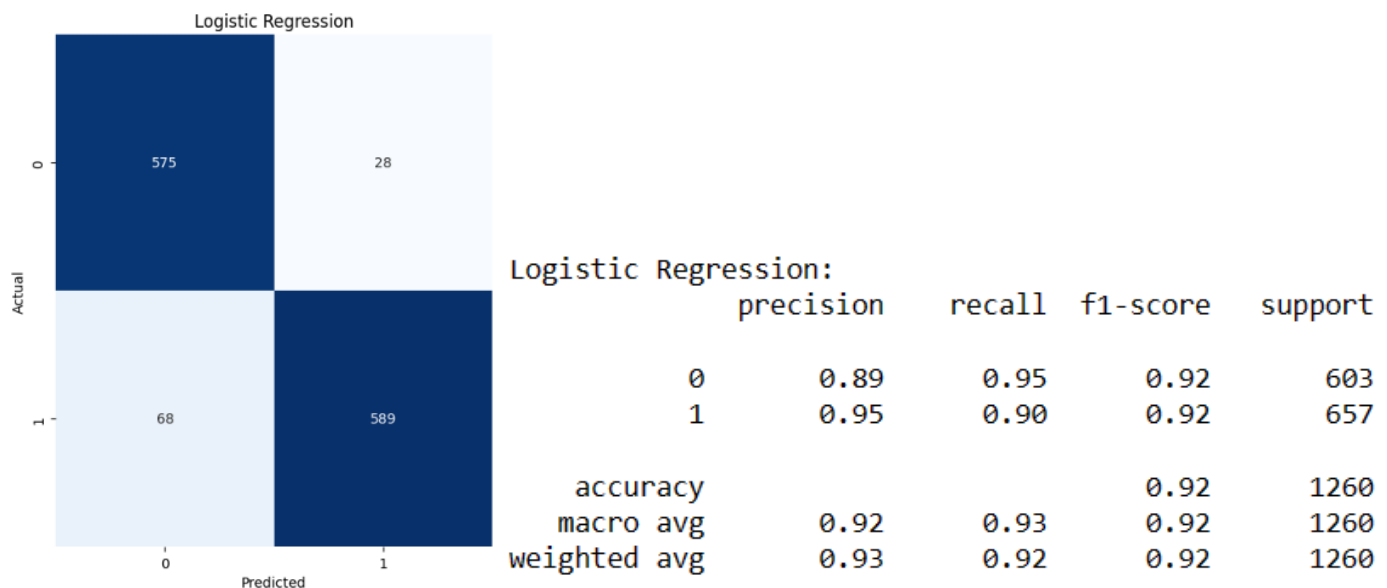 Logistic Regression
0
575
28
Actual
1
68
589
0
1
Predicted
Logistic Regression:
precision recall f1-score support
0 0.89 0.95 0.92 603
1 0.95 0.90 0.92 657
accuracy 0.92 1260
macro avg 0.92 0.93 0.92 1260
weighted avg 0.93 0.92 0.92 1260